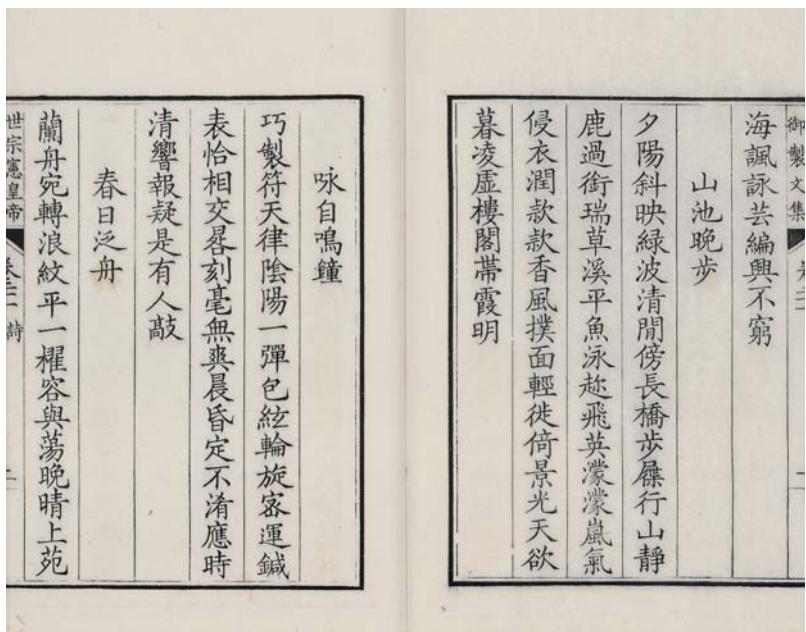 御製文集
海諷詠芸編興不窮
山池晚步
夕陽斜映綠波清閒傍長橋步屧行山靜
鹿過銜瑞草溪平魚泳趂飛英濛濛嵐氣
侵衣潤款款香風撲面輕徙倚景光天欲
暮凌虛樓閣帶霞明
咏自鳴鐘
巧製符天律陰陽一彈包絃輪旋密運鍼
表恰相交晷刻毫無爽晨昏定不淆應時
清響報疑是有人敲
春日泛舟
蘭舟宛轉浪紋平一櫂容與蕩晚晴上苑
世宗憲皇帝 詩 二